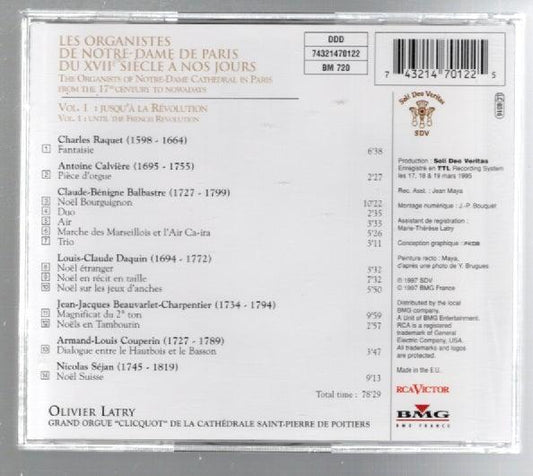 LES ORGANISTES
DE NOTRE-DAME DE PARIS
DU XVIIe SIÈCLE A NOS JOURS
THE ORGANISTS OF NOTRE-DAME CATHEDRAL IN PARIS
FROM THE 17th CENTURY TO NOWADAYS
VOL. 1 : JUSQU'A LA RÉVOLUTION
VOL. 1 : UNTIL THE FRENCH REVOLUTION
DDD
74321470122
BM 720
7 43214 70122 5
Charles Raquet (1598 - 1664)
1 Fantaisie 6'38
Antoine Calvière (1695 - 1755)
2 Pièce d'orgue 2'27
Claude-Bénigne Balbastre (1727 - 1799)
3 Noël Bourguignon 10'22
4 Duo 2'35
5 Air 3'33
6 Marche des Marseillois et l'Air Ca-ira 5'26
7 Trio 3'11
Louis-Claude Daquin (1694 - 1772)
8 Noël étranger 5'32
9 Noël en récit en taille 7'32
10 Noël sur les jeux d'anches 5'50
Jean-Jacques Beauvarlet-Charpentier (1734 - 1794)
11 Magnificat du 2° ton 9'59
12 Noëls en Tambourin 2'57
Armand-Louis Couperin (1727 - 1789)
13 Dialogue entre le Hautbois et le Basson 3'47
Nicolas Séjan (1745 - 1819)
14 Noël Suisse 9'13
Total time : 78'29
OLIVIER LATRY
GRAND ORGUE "CLICQUOT" DE LA CATHÉDRALE SAINT-PIERRE DE POITIERS
Soli Deo Veritas
SDV
Production : Soli Deo Veritas
Enregistré en TTL Recording System
les 17, 18 & 19 mars 1995
Rec. Asst. : Jean Maya
Montage numérique : J.-P. Bouquet
Assistant de registration :
Marie-Thérèse Latry
Conception graphique :
Peinture recto : Maya,
d'après une photo de Y. Brugues
℗ 1997 SDV
© 1997 BMG France
Distributed by the local
BMG company.
A Unit of BMG Entertainment.
RCA is a registered
trademark of General
Electric Company, USA.
All trademarks and logos
are protected.
Made in the E.U.
RCA VICTOR
BMG
BMG FRANCE